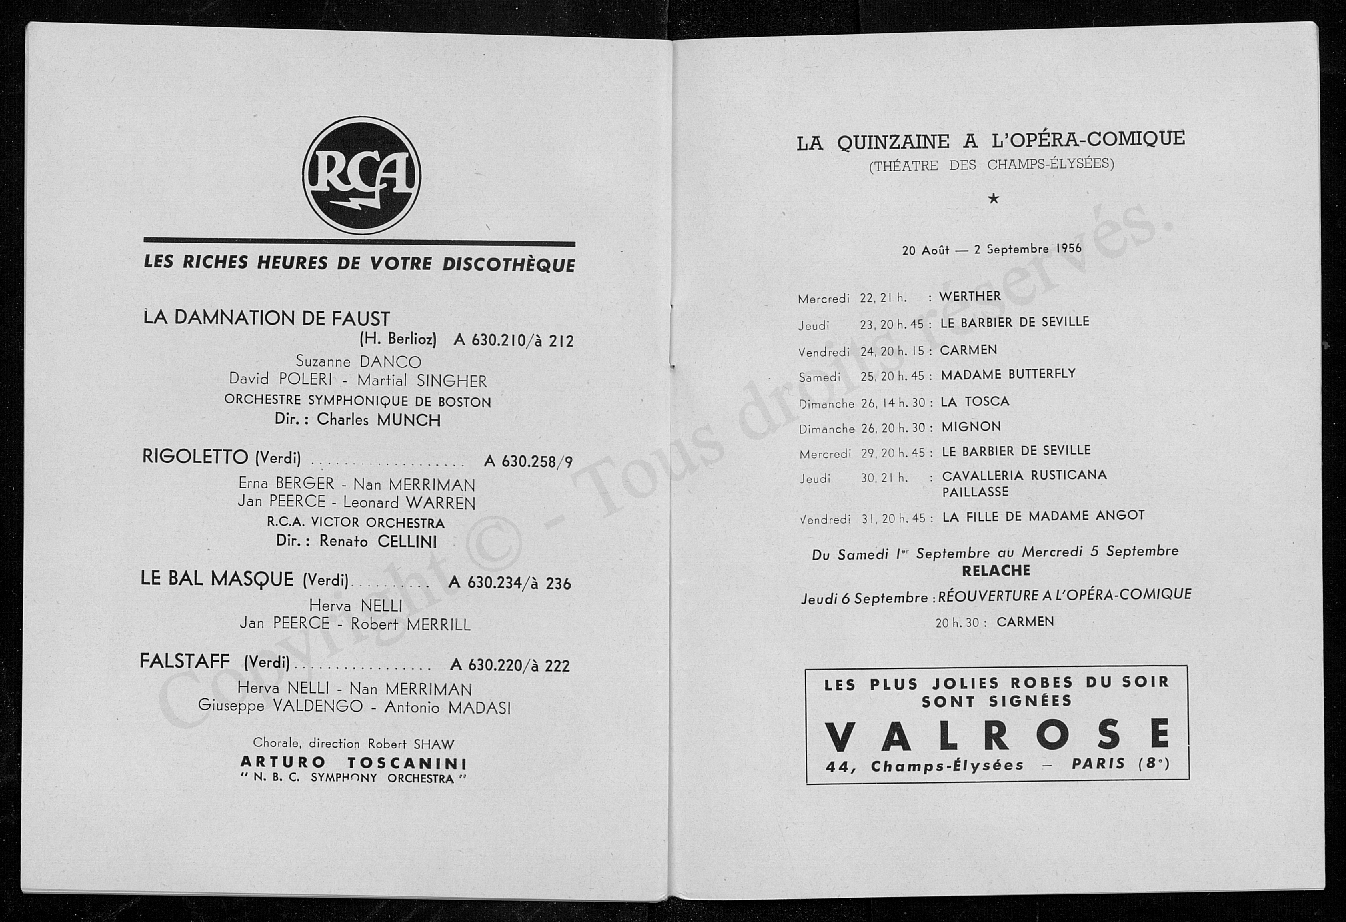 RCA
LES RICHES HEURES DE VOTRE DISCOTHÈQUE
LA DAMNATION DE FAUST
(H. Berlioz) A 630.210/à 212
Suzanne DANCO
David POLERI - Martial SINGHER
ORCHESTRE SYMPHONIQUE DE BOSTON
Dir. : Charles MUNCH
RIGOLETTO (Verdi) ................... A 630.258/9
Erna BERGER - Nan MERRIMAN
Jan PEERCE - Leonard WARREN
R.C.A. VICTOR ORCHESTRA
Dir. : Renato CELLINI
LE BAL MASQUE (Verdi).......... A 630.234/à 236
Herva NELLI
Jan PEERCE - Robert MERRILL
FALSTAFF (Verdi)................. A 630.220/à 222
Herva NELLI - Nan MERRIMAN
Giuseppe VALDENGO - Antonio MADASI
Chorale, direction Robert SHAW
ARTURO TOSCANINI
" N. B. C. SYMPHONY ORCHESTRA "
LA QUINZAINE A L'OPÉRA-COMIQUE
(THÉATRE DES CHAMPS-ÉLYSÉES)
20 Août — 2 Septembre 1956
Mercredi 22, 21 h. : WERTHER
Jeudi 23, 20 h. 45 : LE BARBIER DE SEVILLE
Vendredi 24, 20 h. 15 : CARMEN
Samedi 25, 20 h. 45 : MADAME BUTTERFLY
Dimanche 26, 14 h. 30 : LA TOSCA
Dimanche 26, 20 h. 30 : MIGNON
Mercredi 29, 20 h. 45 : LE BARBIER DE SEVILLE
Jeudi 30, 21 h. : CAVALLERIA RUSTICANA
PAILLASSE
Vendredi 31, 20 h. 45 : LA FILLE DE MADAME ANGOT
Du Samedi 1er Septembre au Mercredi 5 Septembre
RELACHE
Jeudi 6 Septembre : RÉOUVERTURE A L'OPÉRA-COMIQUE
20 h. 30 : CARMEN
LES PLUS JOLIES ROBES DU SOIR
SONT SIGNÉES
VALROSE
44, Champs-Élysées — PARIS (8e)
Copyright © - Tous droits réservés.